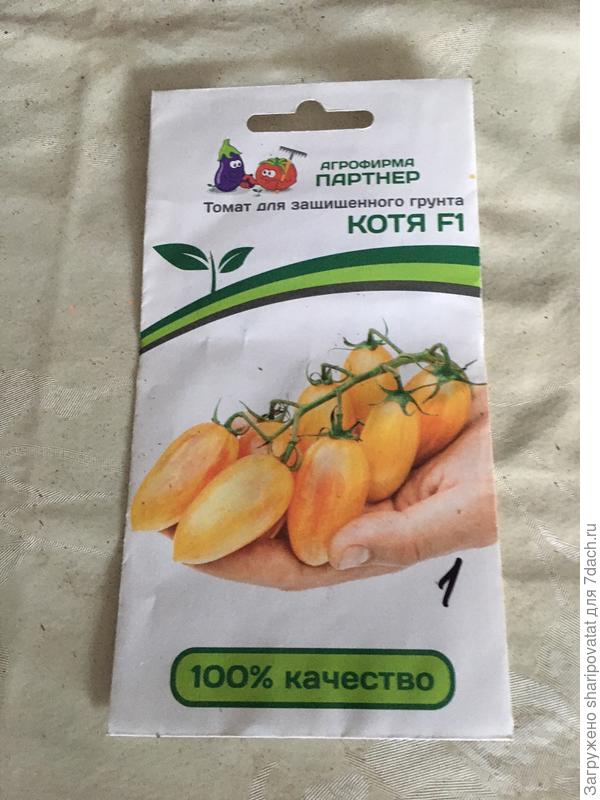 АГРОФИРМА
ПАРТНЕР
Томат для защищенного грунта
КОТЯ F1
1
100% качество
Загружено sharipovatat для 7dach.ru